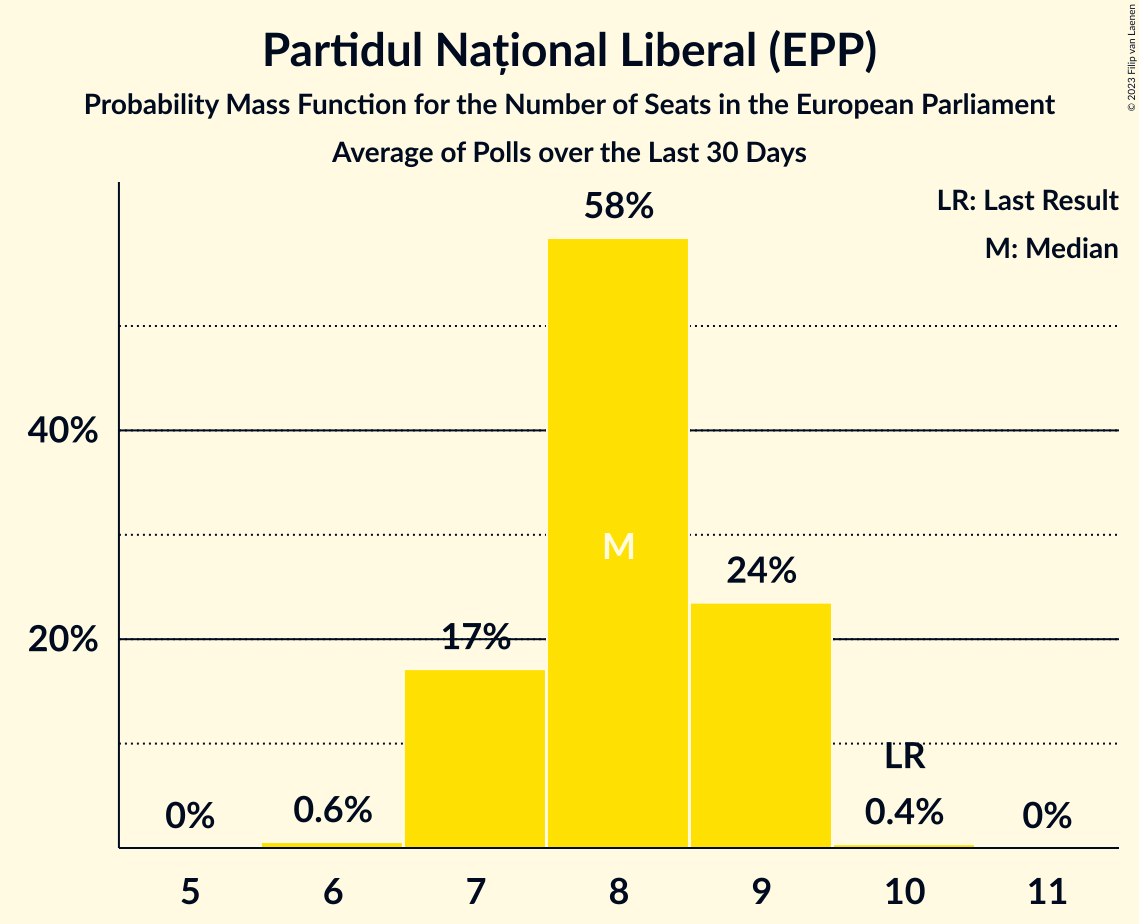 Partidul Național Liberal (EPP)
Probability Mass Function for the Number of Seats in the European Parliament
Average of Polls over the Last 30 Days
© 2023 Filip van Laenen
LR: Last Result
M: Median
58%
40%
M
24%
20%
17%
LR
0%
0.6%
0.4%
0%
5 6 7 8 9 10 11